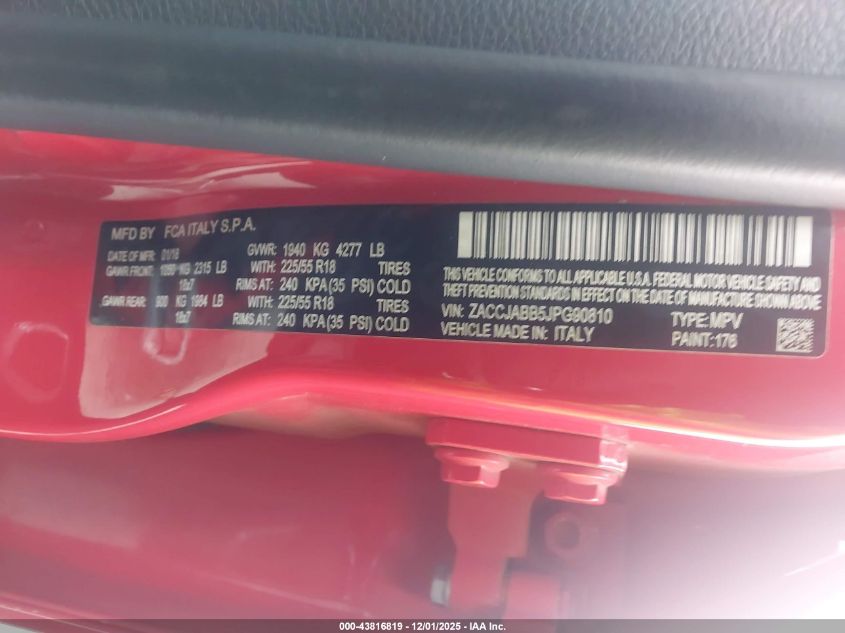 MFD BY FCA ITALY S.P.A.
DATE OF MFR: 01/18 GVWR: 1940 KG 4277 LB
GAWR FRONT: 1050 KG 2315 LB WITH: 225/55 R18 TIRES
18x7 RIMS AT: 240 KPA (35 PSI) COLD
GAWR REAR: 900 KG 1984 LB WITH: 225/55 R18 TIRES
18x7 RIMS AT: 240 KPA (35 PSI) COLD
THIS VEHICLE CONFORMS TO ALL APPLICABLE U.S.A. FEDERAL MOTOR VEHICLE SAFETY AND
THEFT PREVENTION STANDARDS IN EFFECT ON THE DATE OF MANUFACTURE SHOWN ABOVE
VIN: ZACCJABB5JPG90810 TYPE: MPV
VEHICLE MADE IN: ITALY PAINT: 176
000-43816819 - 12/01/2025 - IAA Inc.